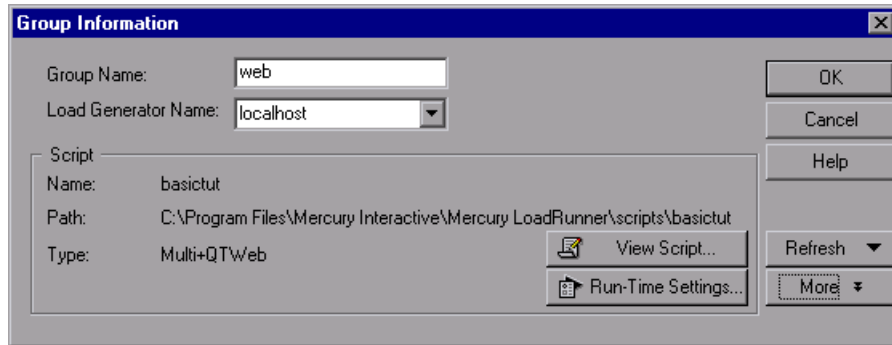 Group Information
Group Name: web
OK
Load Generator Name: localhost
Cancel
Script
Help
Name: basictut
Path: C:\Program Files\Mercury Interactive\Mercury LoadRunner\scripts\basictut
Type: Multi+QTWeb
View Script...
Refresh
Run-Time Settings...
More